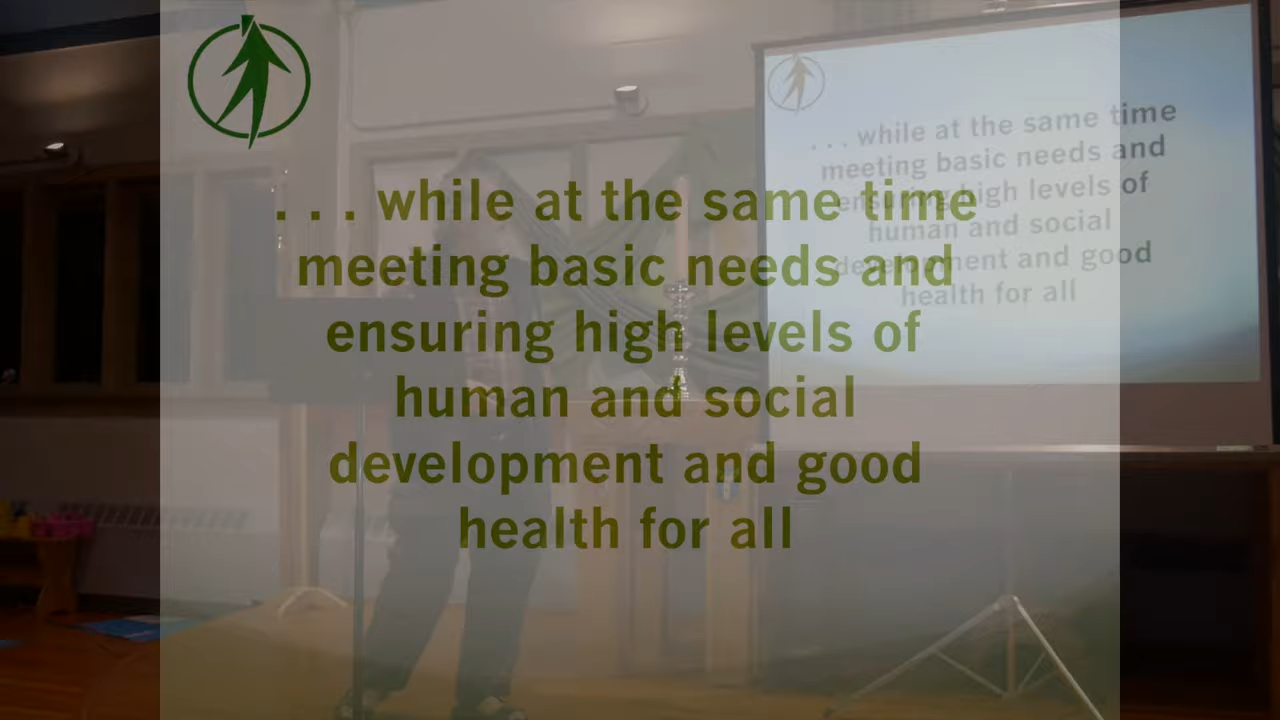 . . . while at the same time
meeting basic needs and
ensuring high levels of
human and social
development and good
health for all
. . . while at the same time
meeting basic needs and
ensuring high levels of
human and social
development and good
health for all